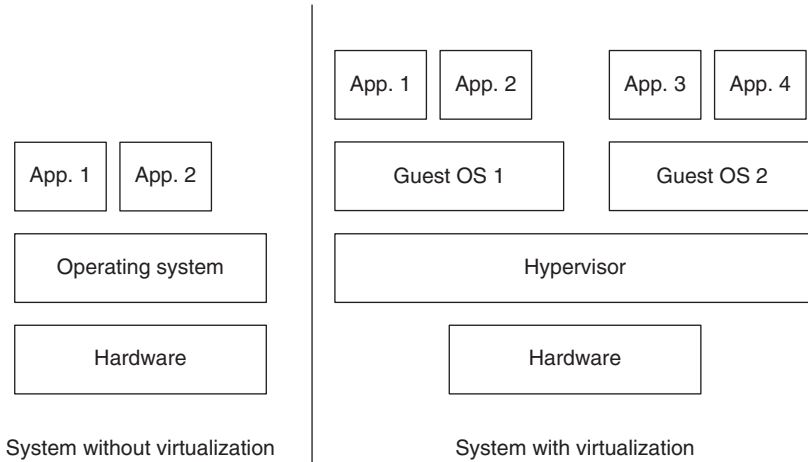 App. 1
App. 2
Operating system
Hardware
System without virtualization
App. 1
App. 2
App. 3
App. 4
Guest OS 1
Guest OS 2
Hypervisor
Hardware
System with virtualization